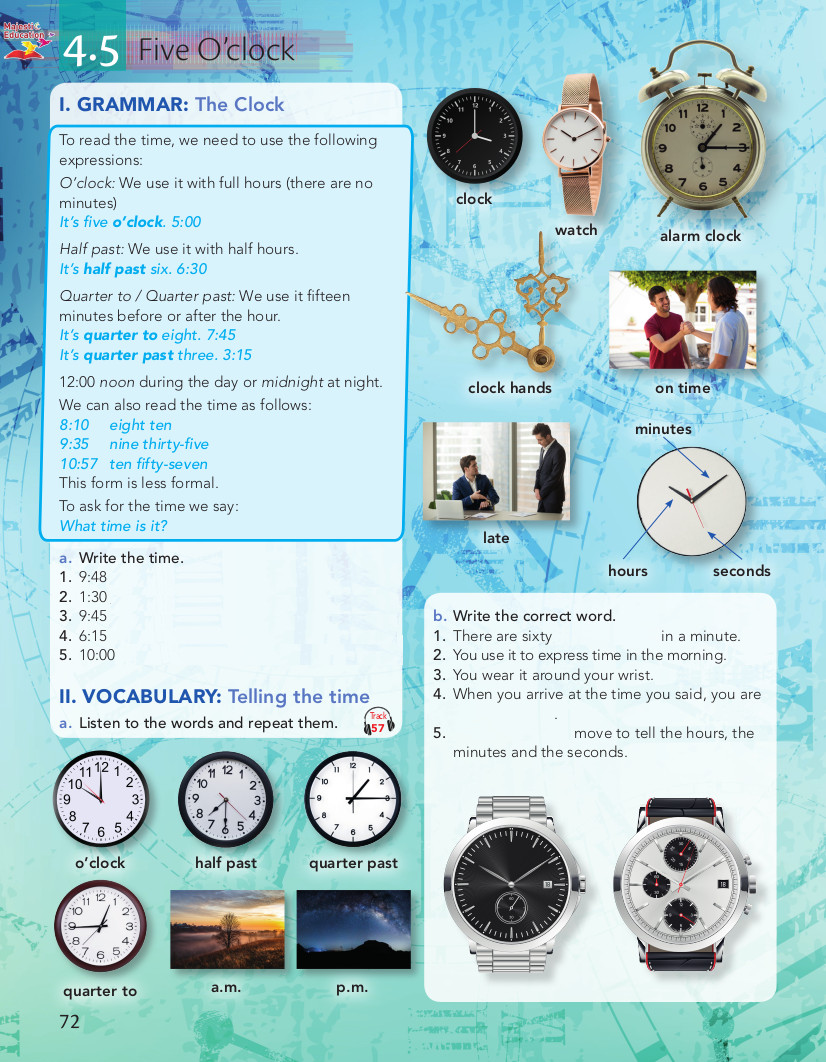 Majestic
Education
4.5 Five O'clock
I. GRAMMAR: The Clock
To read the time, we need to use the following
expressions:
O'clock: We use it with full hours (there are no
minutes)
It's five o'clock. 5:00
Half past: We use it with half hours.
It's half past six. 6:30
Quarter to / Quarter past: We use it fifteen
minutes before or after the hour.
It's quarter to eight. 7:45
It's quarter past three. 3:15
12:00 noon during the day or midnight at night.
We can also read the time as follows:
8:10 eight ten
9:35 nine thirty-five
10:57 ten fifty-seven
This form is less formal.
To ask for the time we say:
What time is it?
a. Write the time.
1. 9:48
2. 1:30
3. 9:45
4. 6:15
5. 10:00
II. VOCABULARY: Telling the time
a. Listen to the words and repeat them.
Track
57
o'clock
half past
quarter past
quarter to
a.m.
p.m.
clock
watch
alarm clock
clock hands
on time
late
minutes
hours
seconds
b. Write the correct word.
1. There are sixty in a minute.
2. You use it to express time in the morning.
3. You wear it around your wrist.
4. When you arrive at the time you said, you are
.
5. move to tell the hours, the
minutes and the seconds.
72